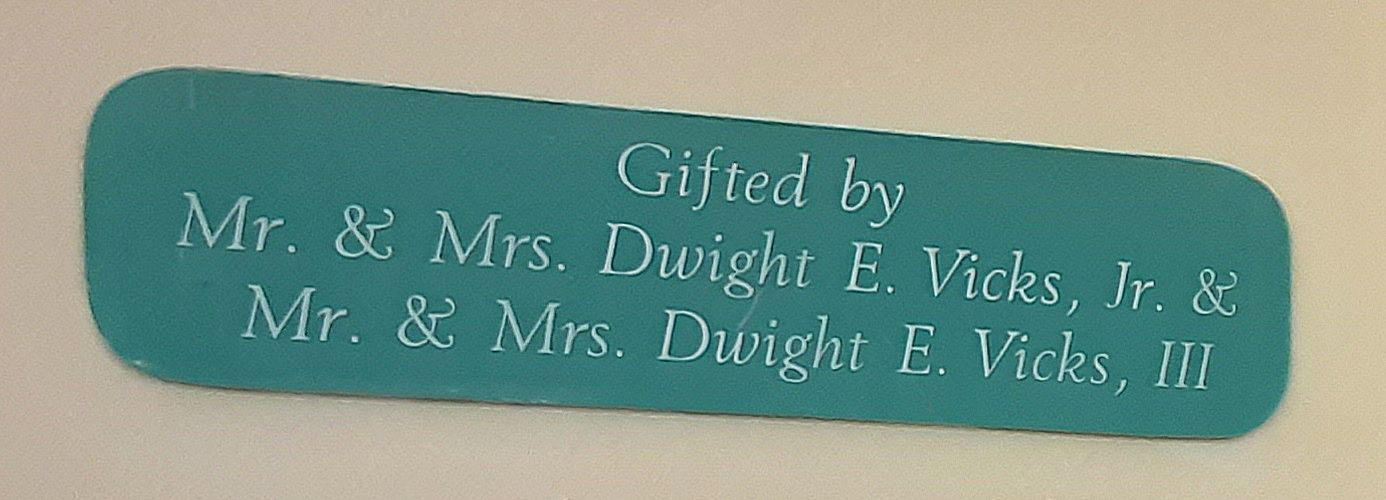 Gifted by
Mr. & Mrs. Dwight E. Vicks, Jr. &
Mr. & Mrs. Dwight E. Vicks, III